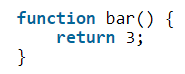 function bar() {
    return 3;
}